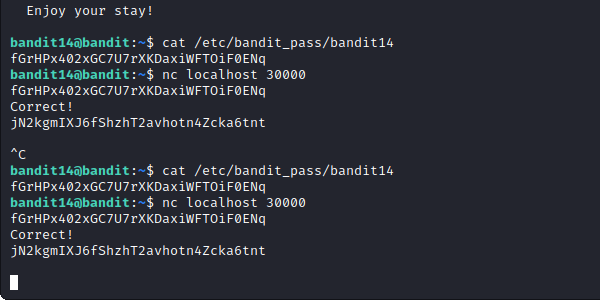 Enjoy your stay!
bandit14@bandit:~$ cat /etc/bandit_pass/bandit14
fGrHPx402xGC7U7rXKDaxiWFTOiF0ENq
bandit14@bandit:~$ nc localhost 30000
fGrHPx402xGC7U7rXKDaxiWFTOiF0ENq
Correct!
jN2kgmIXJ6fShzhT2avhotn4Zcka6tnt
^C
bandit14@bandit:~$ cat /etc/bandit_pass/bandit14
fGrHPx402xGC7U7rXKDaxiWFTOiF0ENq
bandit14@bandit:~$ nc localhost 30000
fGrHPx402xGC7U7rXKDaxiWFTOiF0ENq
Correct!
jN2kgmIXJ6fShzhT2avhotn4Zcka6tnt